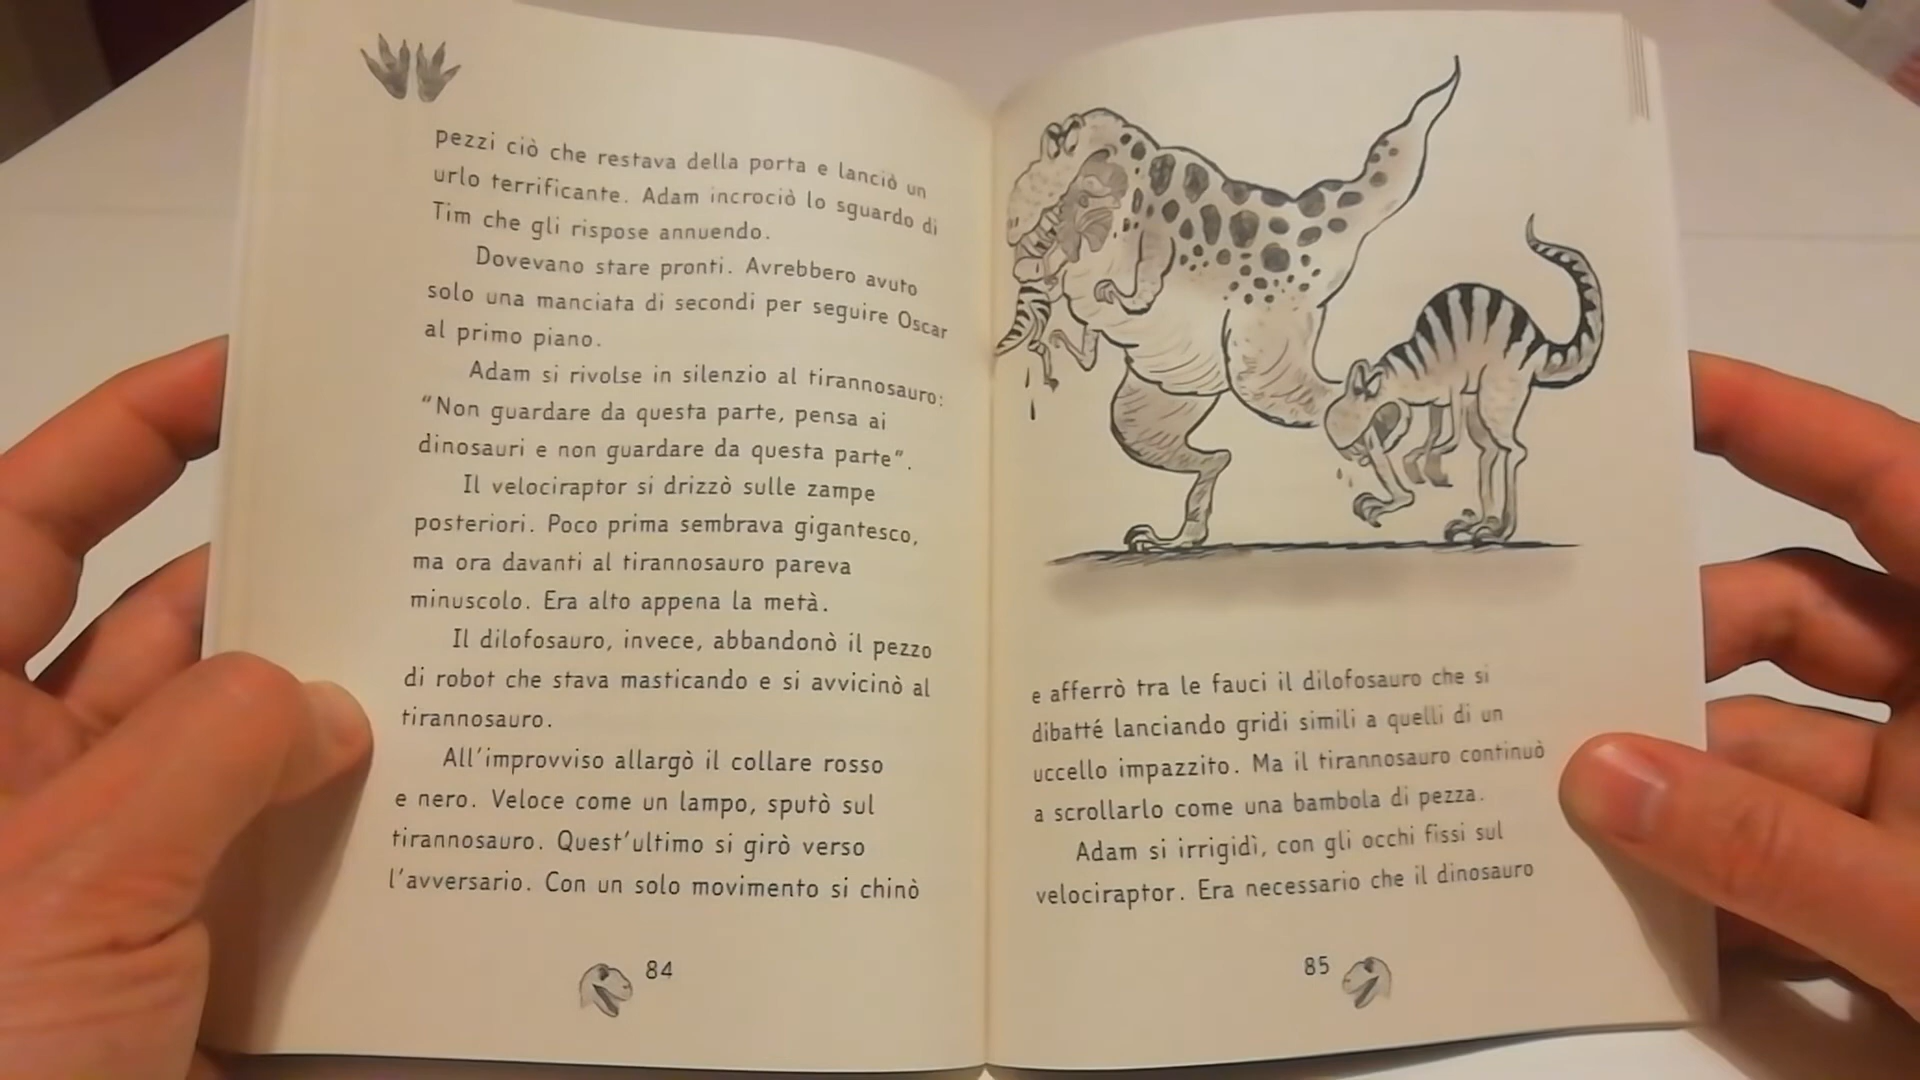 pezzi ciò che restava della porta e lanciò un
urlo terrificante. Adam incrociò lo sguardo di
Tim che gli rispose annuendo.
Dovevano stare pronti. Avrebbero avuto
solo una manciata di secondi per seguire Oscar
al primo piano.
Adam si rivolse in silenzio al tirannosauro:
“Non guardare da questa parte, pensa ai
dinosauri e non guardare da questa parte”.
Il velociraptor si drizzò sulle zampe
posteriori. Poco prima sembrava gigantesco,
ma ora davanti al tirannosauro pareva
minuscolo. Era alto appena la metà.
Il dilofosauro, invece, abbandonò il pezzo
di robot che stava masticando e si avvicinò al
tirannosauro.
All’improvviso allargò il collare rosso
e nero. Veloce come un lampo, sputò sul
tirannosauro. Quest’ultimo si girò verso
l’avversario. Con un solo movimento si chinò
84
e afferrò tra le fauci il dilofosauro che si
dibatté lanciando gridi simili a quelli di un
uccello impazzito. Ma il tirannosauro continuò
a scrollarlo come una bambola di pezza.
Adam si irrigidì, con gli occhi fissi sul
velociraptor. Era necessario che il dinosauro
85